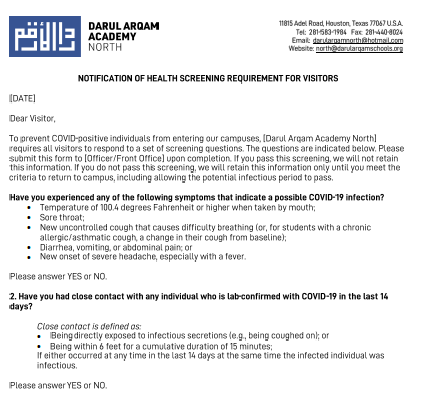 دار الأرقم
DARUL ARQAM
ACADEMY
NORTH
11815 Adel Road, Houston, Texas 77067 U.S.A.
Tel: 281-583-1984 Fax: 281-440-8024
Email: darularqamnorth@hotmail.com
Website: north@darularqamschools.org
NOTIFICATION OF HEALTH SCREENING REQUIREMENT FOR VISITORS
[DATE]
Dear Visitor,
To prevent COVID-positive individuals from entering our campuses, [Darul Arqam Academy North]
requires all visitors to respond to a set of screening questions. The questions are indicated below. Please
submit this form to [Officer/Front Office] upon completion. If you pass this screening, we will not retain
this information. If you do not pass this screening, we will retain this information only until you meet the
criteria to return to campus, including allowing the potential infectious period to pass.
Have you experienced any of the following symptoms that indicate a possible COVID-19 infection?
• Temperature of 100.4 degrees Fahrenheit or higher when taken by mouth;
• Sore throat;
• New uncontrolled cough that causes difficulty breathing (or, for students with a chronic
allergic/asthmatic cough, a change in their cough from baseline);
• Diarrhea, vomiting, or abdominal pain; or
• New onset of severe headache, especially with a fever.
Please answer YES or NO.
2. Have you had close contact with any individual who is lab-confirmed with COVID-19 in the last 14
days?
Close contact is defined as:
• Being directly exposed to infectious secretions (e.g., being coughed on); or
• Being within 6 feet for a cumulative duration of 15 minutes;
If either occurred at any time in the last 14 days at the same time the infected individual was
infectious.
Please answer YES or NO.